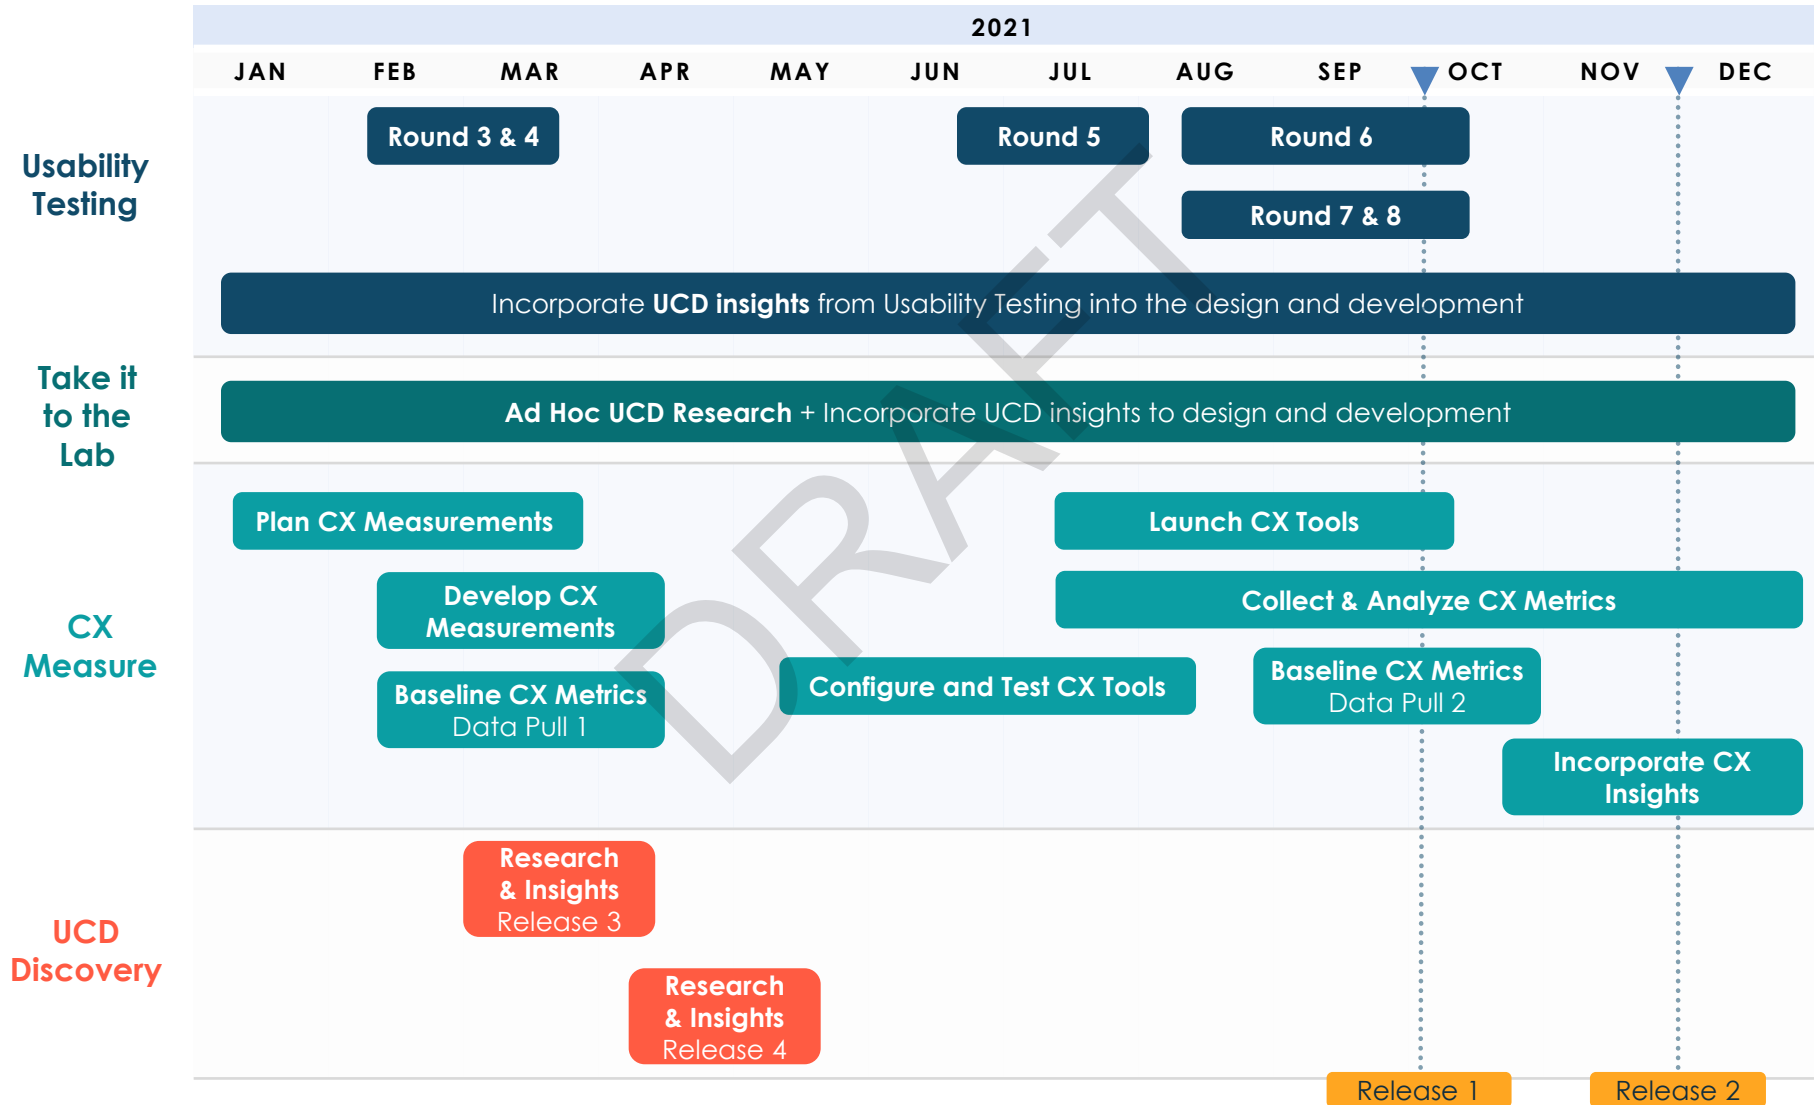 2021
JAN FEB MAR APR MAY JUN JUL AUG SEP OCT NOV DEC
Usability
Testing
Round 3 & 4
Round 5
Round 6
Round 7 & 8
Incorporate UCD insights from Usability Testing into the design and development
Take it
to the
Lab
Ad Hoc UCD Research + Incorporate UCD insights to design and development
CX
Measure
Plan CX Measurements
Launch CX Tools
Develop CX
Measurements
Collect & Analyze CX Metrics
Baseline CX Metrics
Data Pull 1
Configure and Test CX Tools
Baseline CX Metrics
Data Pull 2
Incorporate CX
Insights
UCD
Discovery
Research
& Insights
Release 3
Research
& Insights
Release 4
Release 1
Release 2
DRAFT